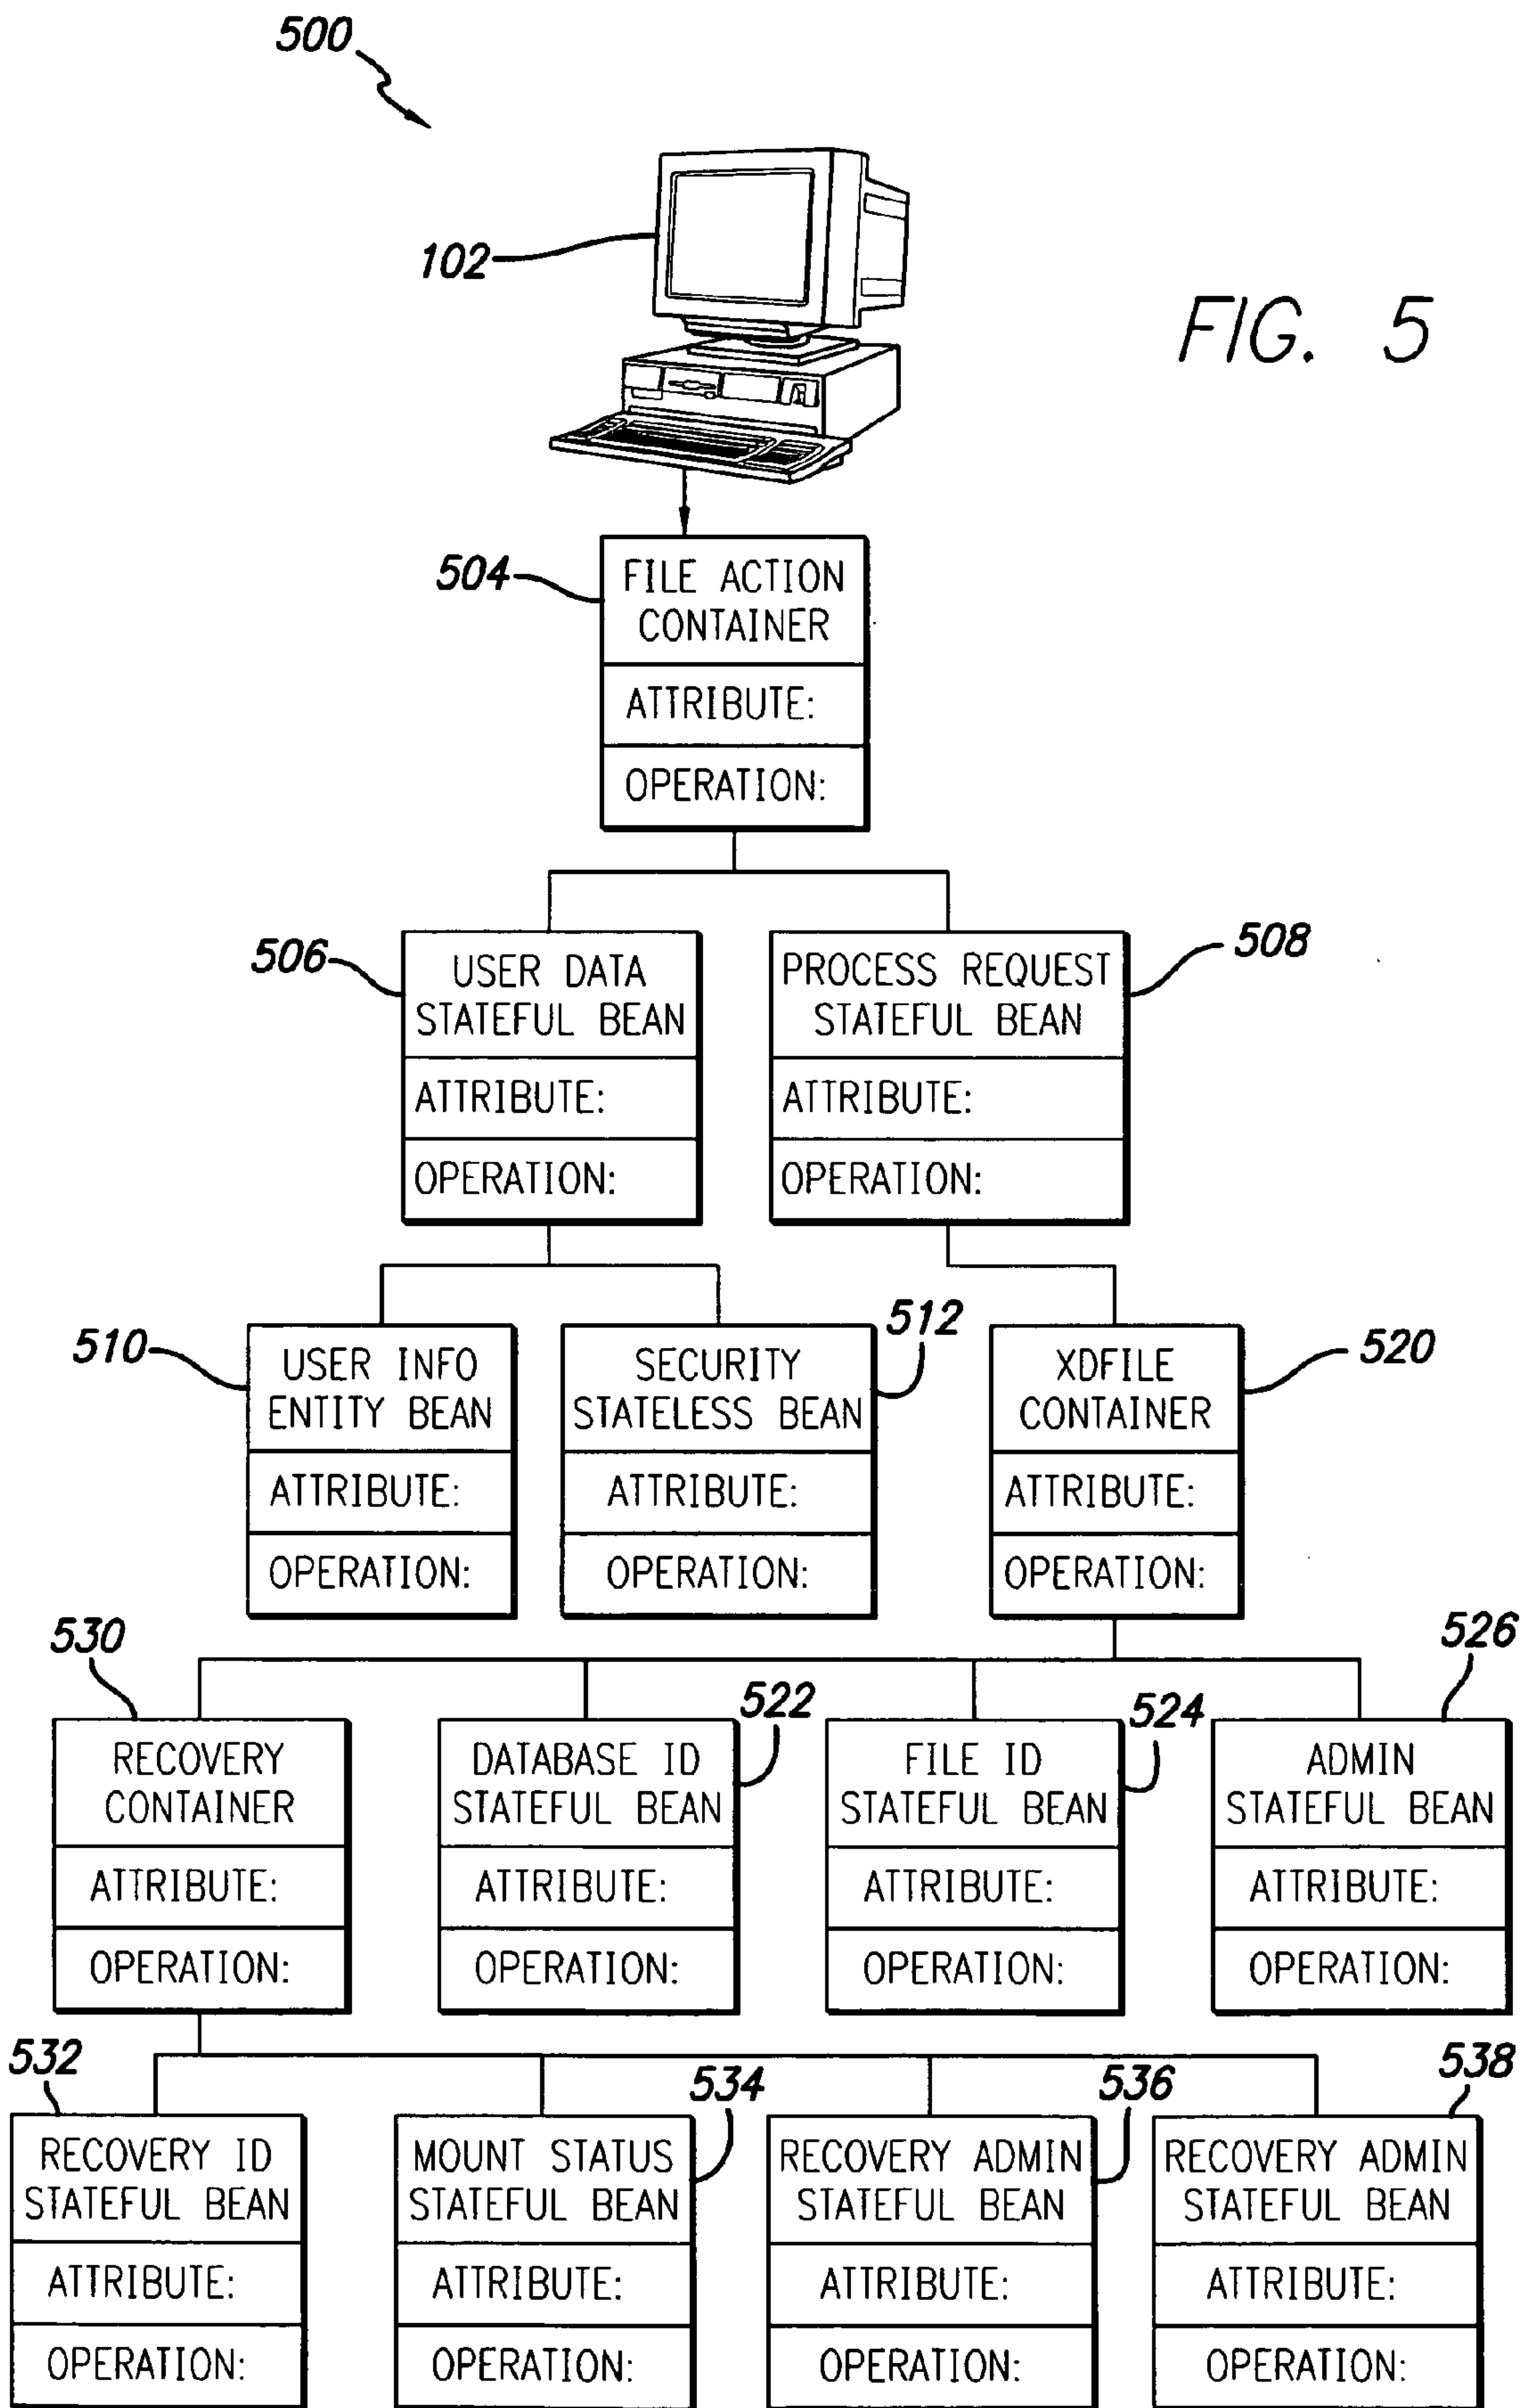 500
102
FIG. 5
504
FILE ACTION
CONTAINER
ATTRIBUTE:
OPERATION:
506
USER DATA
STATEFUL BEAN
ATTRIBUTE:
OPERATION:
508
PROCESS REQUEST
STATEFUL BEAN
ATTRIBUTE:
OPERATION:
510
USER INFO
ENTITY BEAN
ATTRIBUTE:
OPERATION:
512
SECURITY
STATELESS BEAN
ATTRIBUTE:
OPERATION:
520
XDFILE
CONTAINER
ATTRIBUTE:
OPERATION:
530
RECOVERY
CONTAINER
ATTRIBUTE:
OPERATION:
522
DATABASE ID
STATEFUL BEAN
ATTRIBUTE:
OPERATION:
524
FILE ID
STATEFUL BEAN
ATTRIBUTE:
OPERATION:
526
ADMIN
STATEFUL BEAN
ATTRIBUTE:
OPERATION:
532
RECOVERY ID
STATEFUL BEAN
ATTRIBUTE:
OPERATION:
534
MOUNT STATUS
STATEFUL BEAN
ATTRIBUTE:
OPERATION:
536
RECOVERY ADMIN
STATEFUL BEAN
ATTRIBUTE:
OPERATION:
538
RECOVERY ADMIN
STATEFUL BEAN
ATTRIBUTE:
OPERATION: